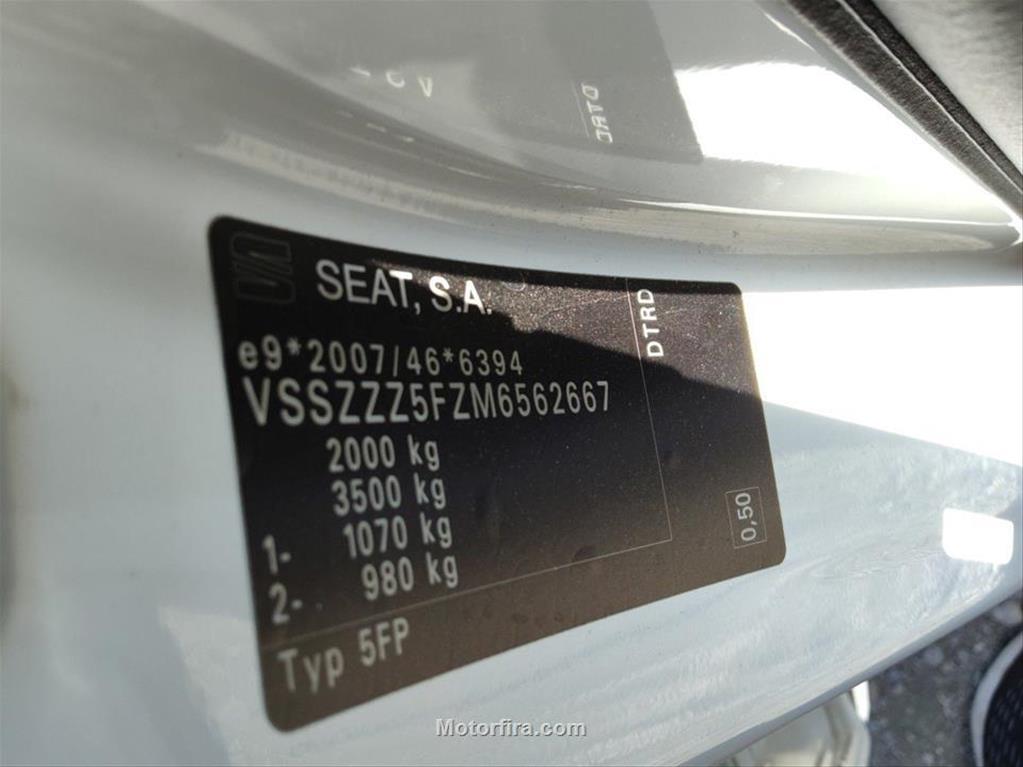 SEAT, S.A.
e9*2007/46*6394
VSSZZZ5FZM6562667
2000 kg
3500 kg
1- 1070 kg
2- 980 kg
Typ 5FP
DTRD
0,50
Motorfira.com